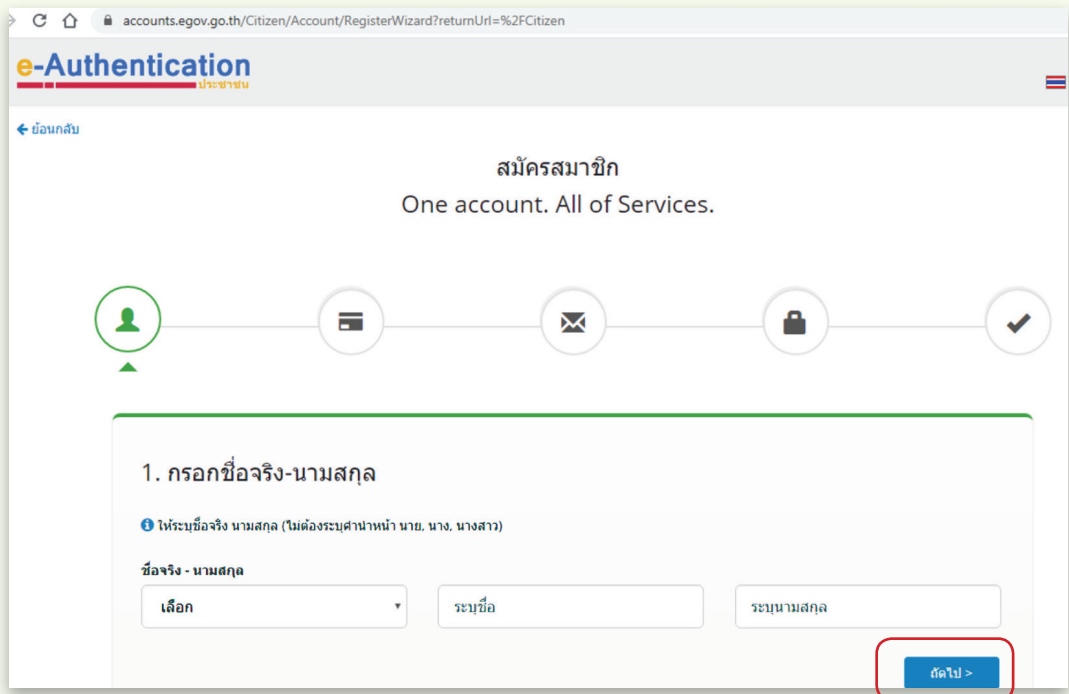 accounts.egov.go.th/Citizen/Account/RegisterWizard?returnUrl=%2FCitizen
e-Authentication
ประชาชน
ย้อนกลับ
สมัครสมาชิก
One account. All of Services.
1. กรอกชื่อจริง-นามสกุล
ให้ระบุชื่อจริง นามสกุล (ไม่ต้องระบุคำนำหน้า นาย, นาง, นางสาว)
ชื่อจริง - นามสกุล
เลือก ระบุชื่อ ระบุนามสกุล
ถัดไป >